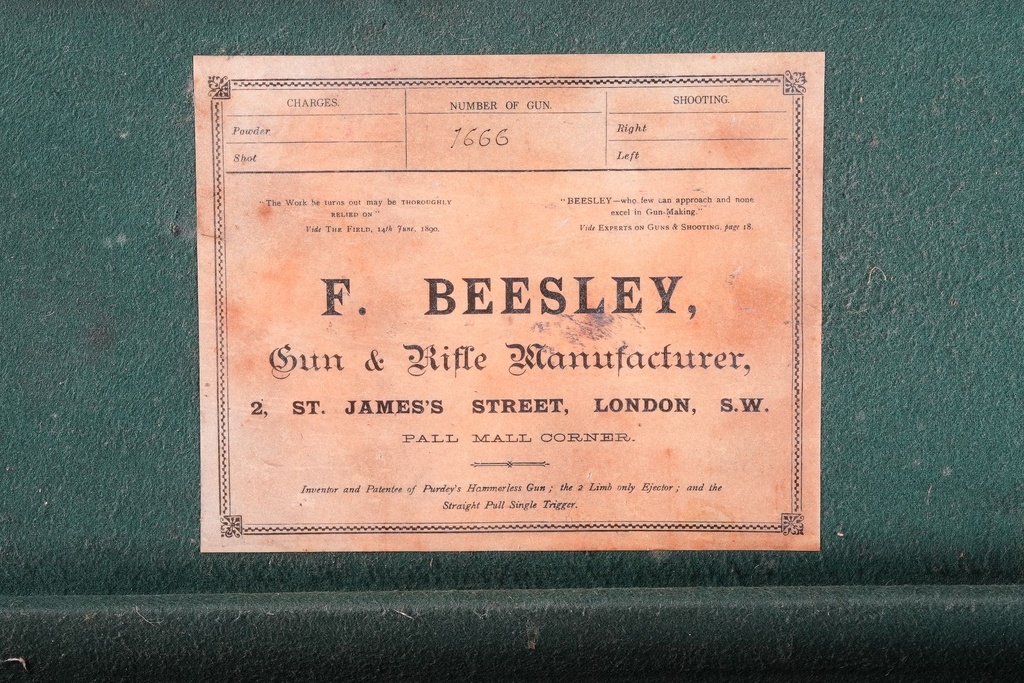 CHARGES. NUMBER OF GUN. SHOOTING.
Powder 1666 Right
Shot Left
"The Work he turns out may be THOROUGHLY
RELIED ON"
Vide THE FIELD, 14th June, 1890.
"BEESLEY—who few can approach and none
excel in Gun-Making."
Vide EXPERTS ON GUNS & SHOOTING, page 18.
F. BEESLEY,
Gun & Rifle Manufacturer,
2, ST. JAMES'S STREET, LONDON, S.W.
PALL MALL CORNER.
Inventor and Patentee of Purdey's Hammerless Gun; the 2 Limb only Ejector; and the
Straight Pull Single Trigger.